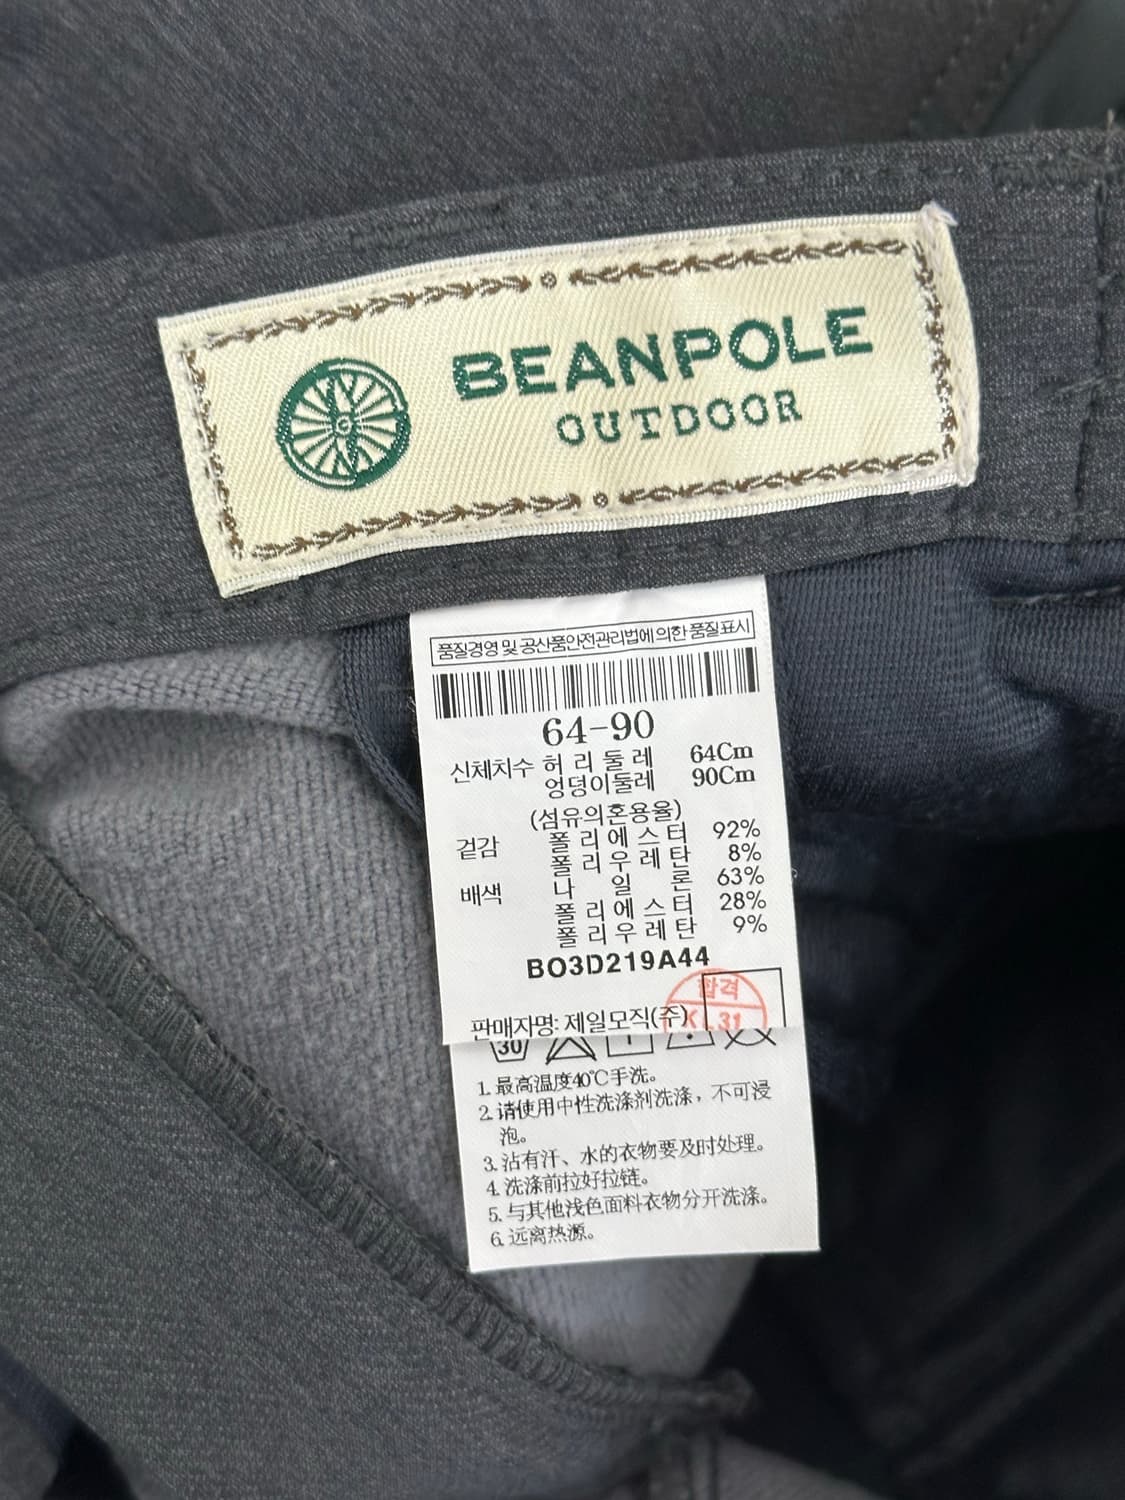 BEANPOLE
OUTDOOR
품질경영 및 공산품안전관리법에 의한 품질표시
64-90
신체치수 허리둘레 64Cm
엉덩이둘레 90Cm
(섬유의혼용율)
겉감 폴리에스터 92%
폴리우레탄 8%
배색 나일론 63%
폴리에스터 28%
폴리우레탄 9%
BO3D219A44
합격
판매자명: 제일모직(주)
31
30
1. 最高温度40℃手洗。
2. 请使用中性洗涤剂洗涤，不可浸
泡。
3. 沾有汗、水的衣物要及时处理。
4. 洗涤前拉好拉链。
5. 与其他浅色面料衣物分开洗涤。
6. 远离热源。